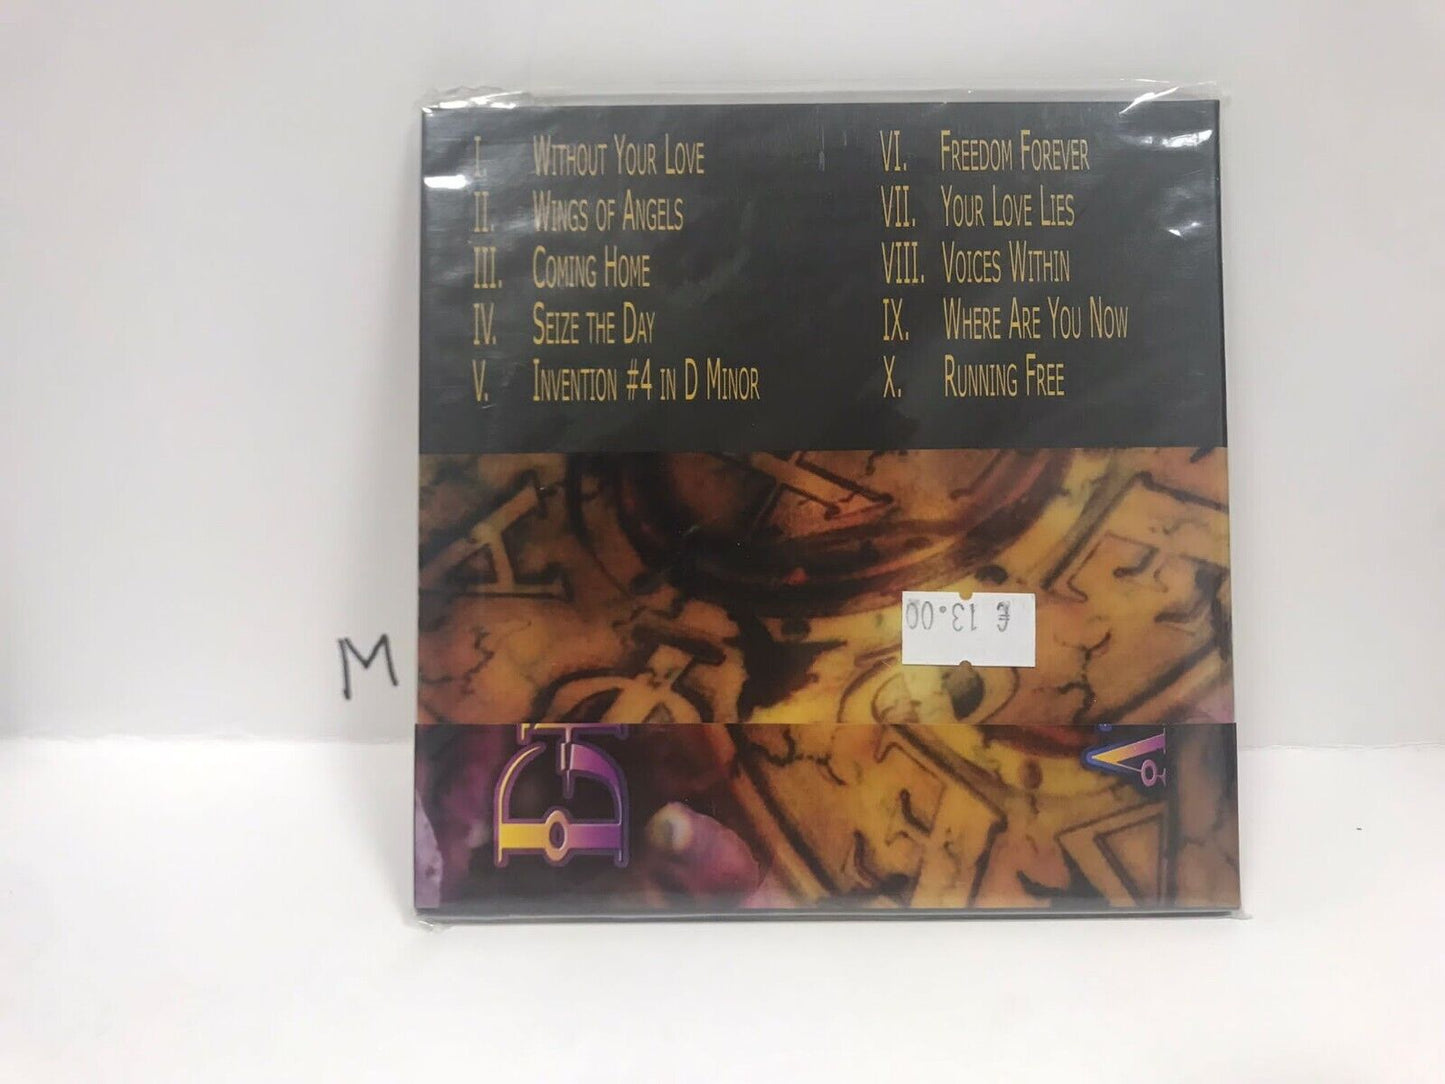 I. WITHOUT YOUR LOVE
II. WINGS OF ANGELS
III. COMING HOME
IV. SEIZE THE DAY
V. INVENTION #4 IN D MINOR
VI. FREEDOM FOREVER
VII. YOUR LOVE LIES
VIII. VOICES WITHIN
IX. WHERE ARE YOU NOW
X. RUNNING FREE
€ 13.00
M